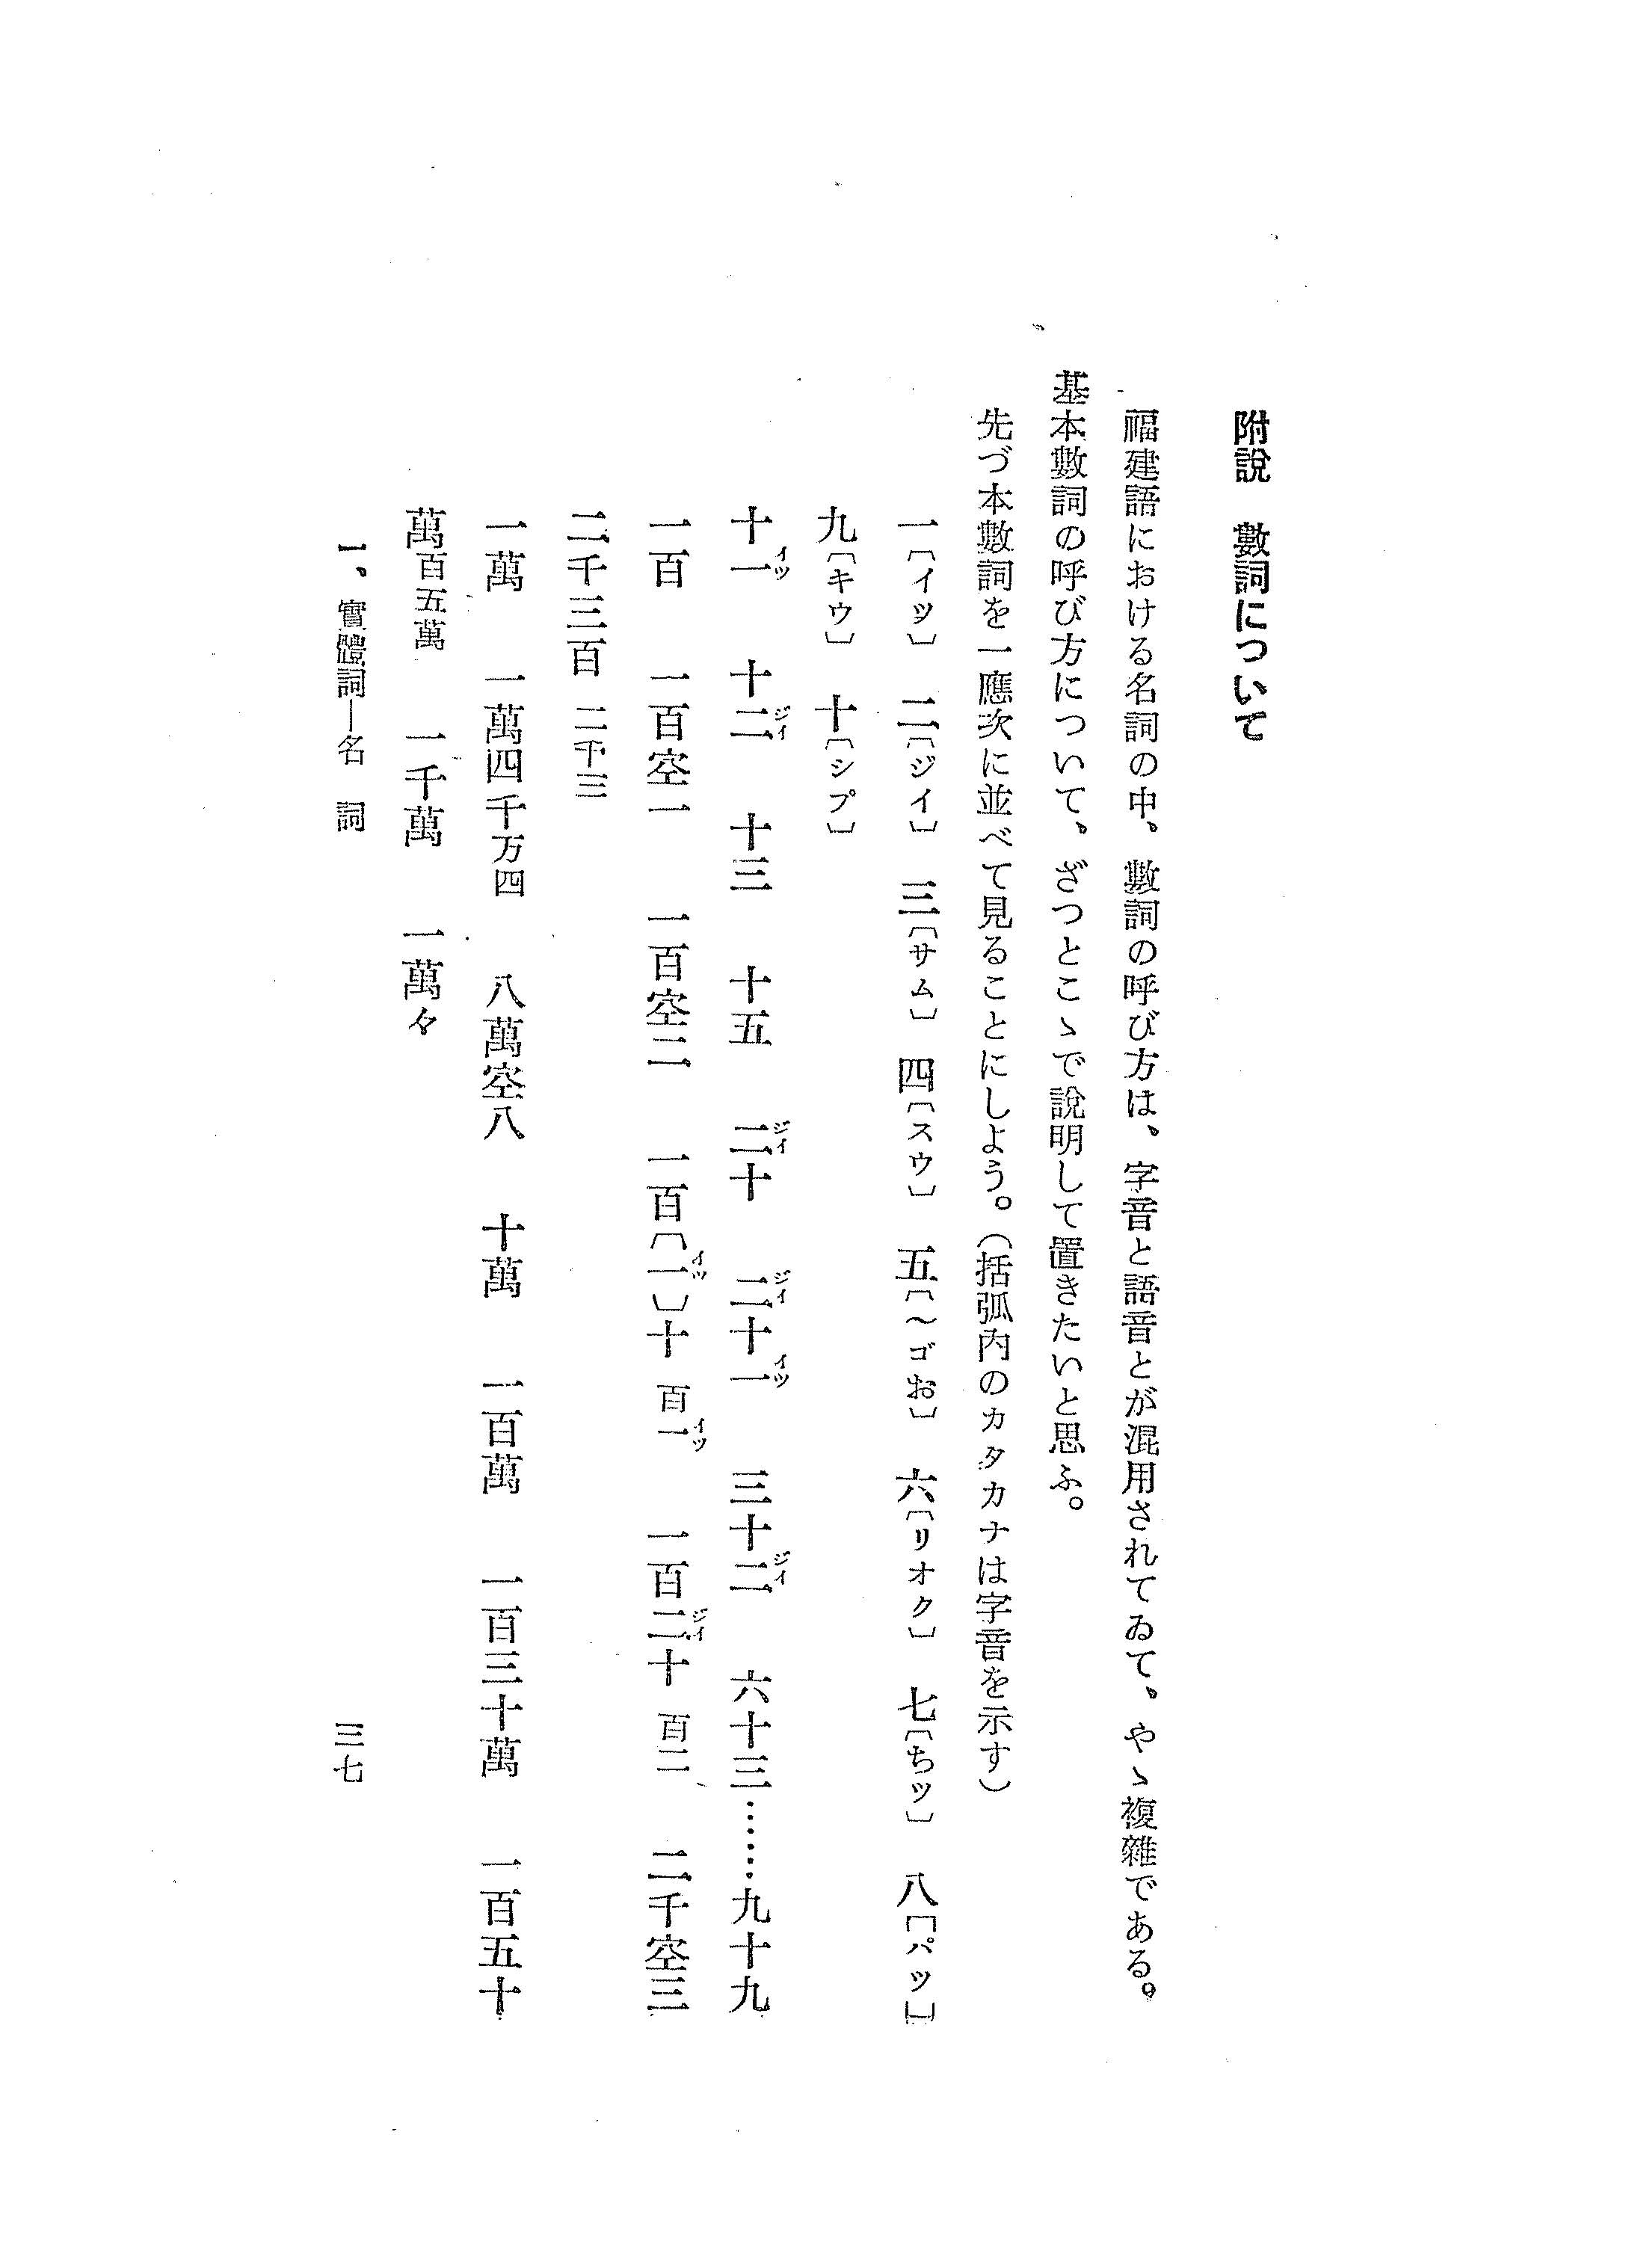 附說　數詞について
福建語における名詞の中、數詞の呼び方は、字音と語音とが混用されてゐて、やゝ複雜である。
基本數詞の呼び方について、ざつとこゝで說明して置きたいと思ふ。
先づ本數詞を一應次に並べて見ることにしよう。（括弧內のカタカナは字音を示す）
一〔イツ〕　二〔ジイ〕　三〔サム〕　四〔スウ〕　五〔〜ゴお〕　六〔リオク〕　七〔ちツ〕　八〔パツ〕
九〔キウ〕　十〔シプ〕
十一イツ　十二ジイ　十三　十五　二ジイ十　二ジイ十一イツ　三十二ジイ　六十三……九十九
一百　一百空一　一百空二　一百〔一イツ〕十　百一イツ　一百二ジイ十　百二　二千空三
二千三百　二千三
一萬　一萬四千　万四　八萬空八　十萬　一百萬　一百三十萬　一百五十
萬　百五萬　一千萬　一萬々
一、實體詞―名　詞
三七